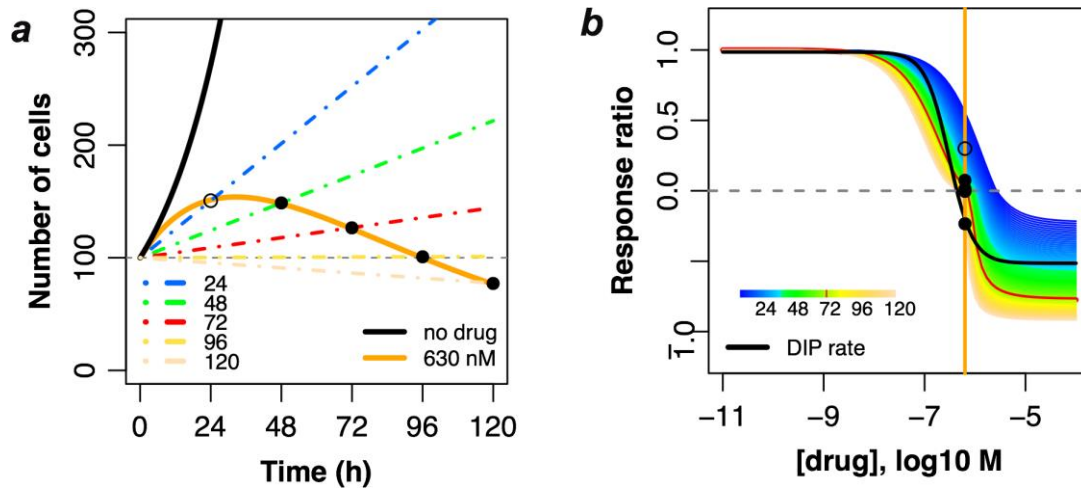 a
Number of cells
300
200
100
0
24
48
72
96
120
no drug
630 nM
0 24 48 72 96 120
Time (h)
b
Response ratio
1.0
0.5
0.0
-1.0
24 48 72 96 120
DIP rate
−11 −9 −7 −5
[drug], log10 M